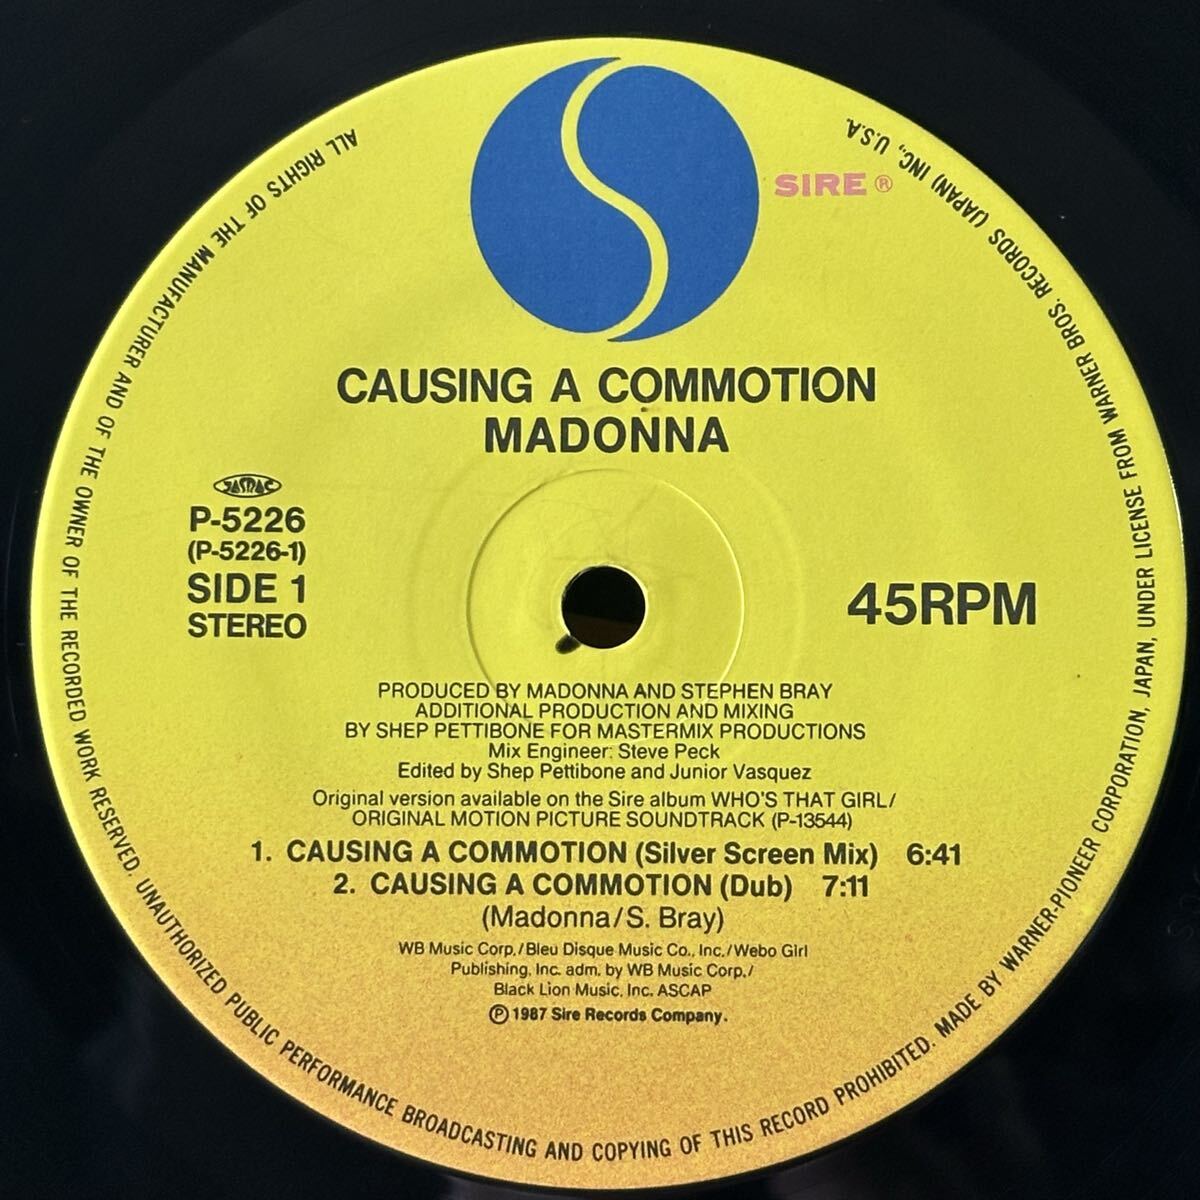 SIRE ®
CAUSING A COMMOTION
MADONNA
JASRAC
P-5226
(P-5226-1)
SIDE 1
STEREO
45RPM
PRODUCED BY MADONNA AND STEPHEN BRAY
ADDITIONAL PRODUCTION AND MIXING
BY SHEP PETTIBONE FOR MASTERMIX PRODUCTIONS
Mix Engineer: Steve Peck
Edited by Shep Pettibone and Junior Vasquez
Original version available on the Sire album WHO'S THAT GIRL/
ORIGINAL MOTION PICTURE SOUNDTRACK (P-13544)
1. CAUSING A COMMOTION (Silver Screen Mix) 6:41
2. CAUSING A COMMOTION (Dub) 7:11
(Madonna/S. Bray)
WB Music Corp./Bleu Disque Music Co., Inc./Webo Girl
Publishing, Inc. adm. by WB Music Corp./
Black Lion Music, Inc. ASCAP
℗ 1987 Sire Records Company.
ALL RIGHTS OF THE MANUFACTURER AND OF THE OWNER OF THE RECORDED WORK RESERVED. UNAUTHORIZED PUBLIC PERFORMANCE BROADCASTING AND COPYING OF THIS RECORD PROHIBITED. MADE BY WARNER-PIONEER CORPORATION, JAPAN, UNDER LICENSE FROM WARNER BROS. RECORDS (JAPAN) INC., U.S.A.